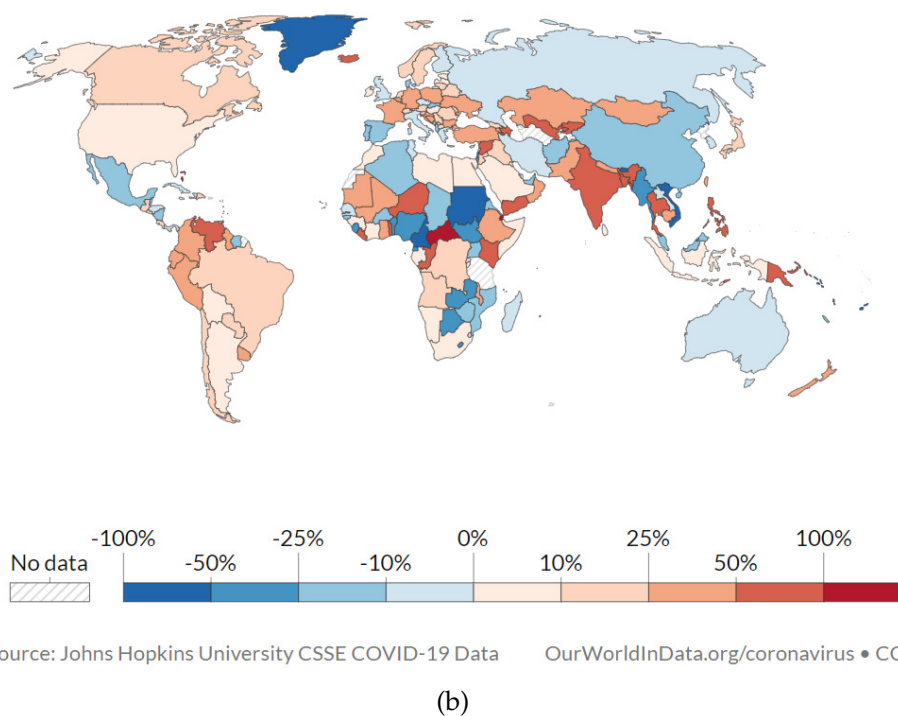 -100% -25% 0% 25% 100%
No data -50% -10% 10% 50%
ource: Johns Hopkins University CSSE COVID-19 Data OurWorldInData.org/coronavirus • CC
(b)